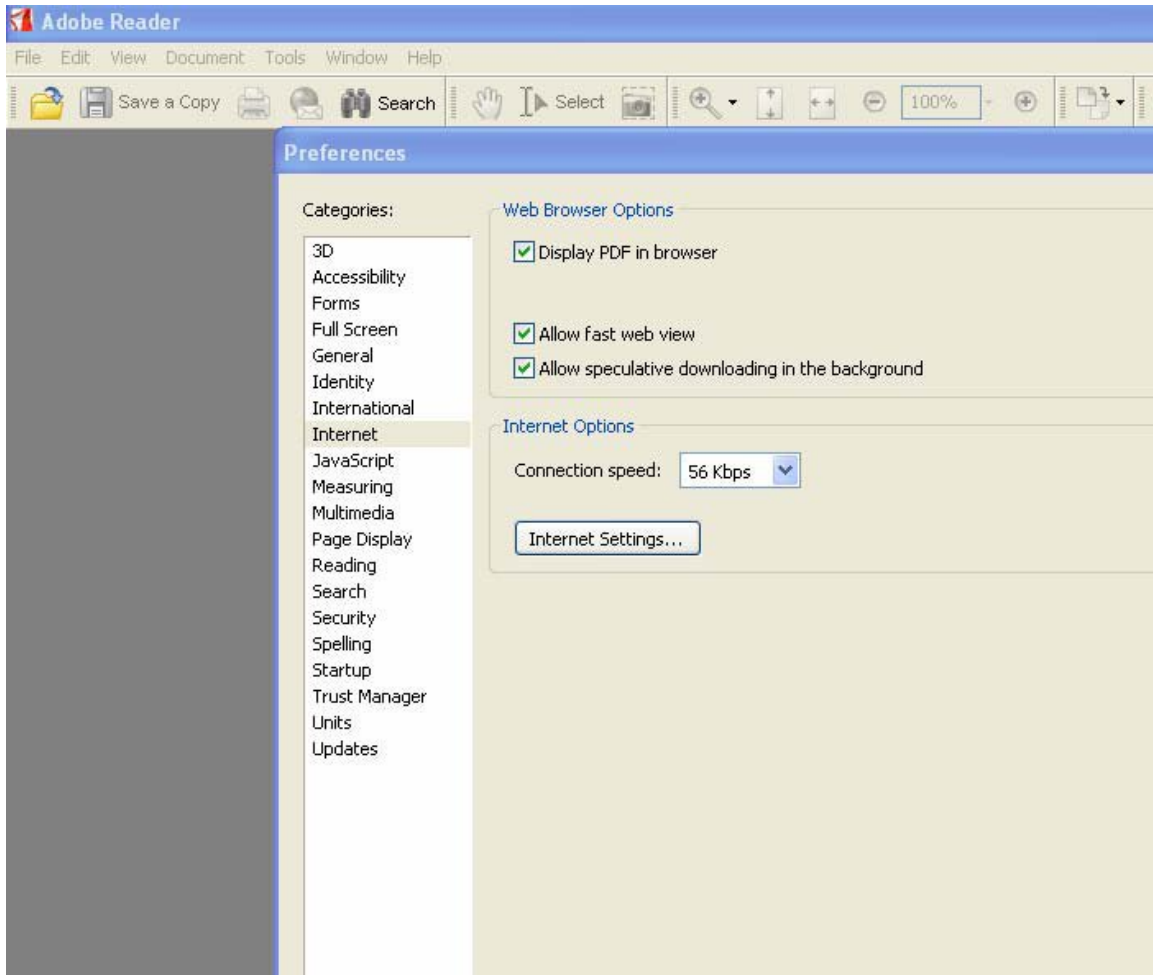 Adobe Reader
File Edit View Document Tools Window Help
Save a Copy Search Select 100%
Preferences
Categories:
3D
Accessibility
Forms
Full Screen
General
Identity
International
Internet
JavaScript
Measuring
Multimedia
Page Display
Reading
Search
Security
Spelling
Startup
Trust Manager
Units
Updates
Web Browser Options
Display PDF in browser
Allow fast web view
Allow speculative downloading in the background
Internet Options
Connection speed: 56 Kbps
Internet Settings...